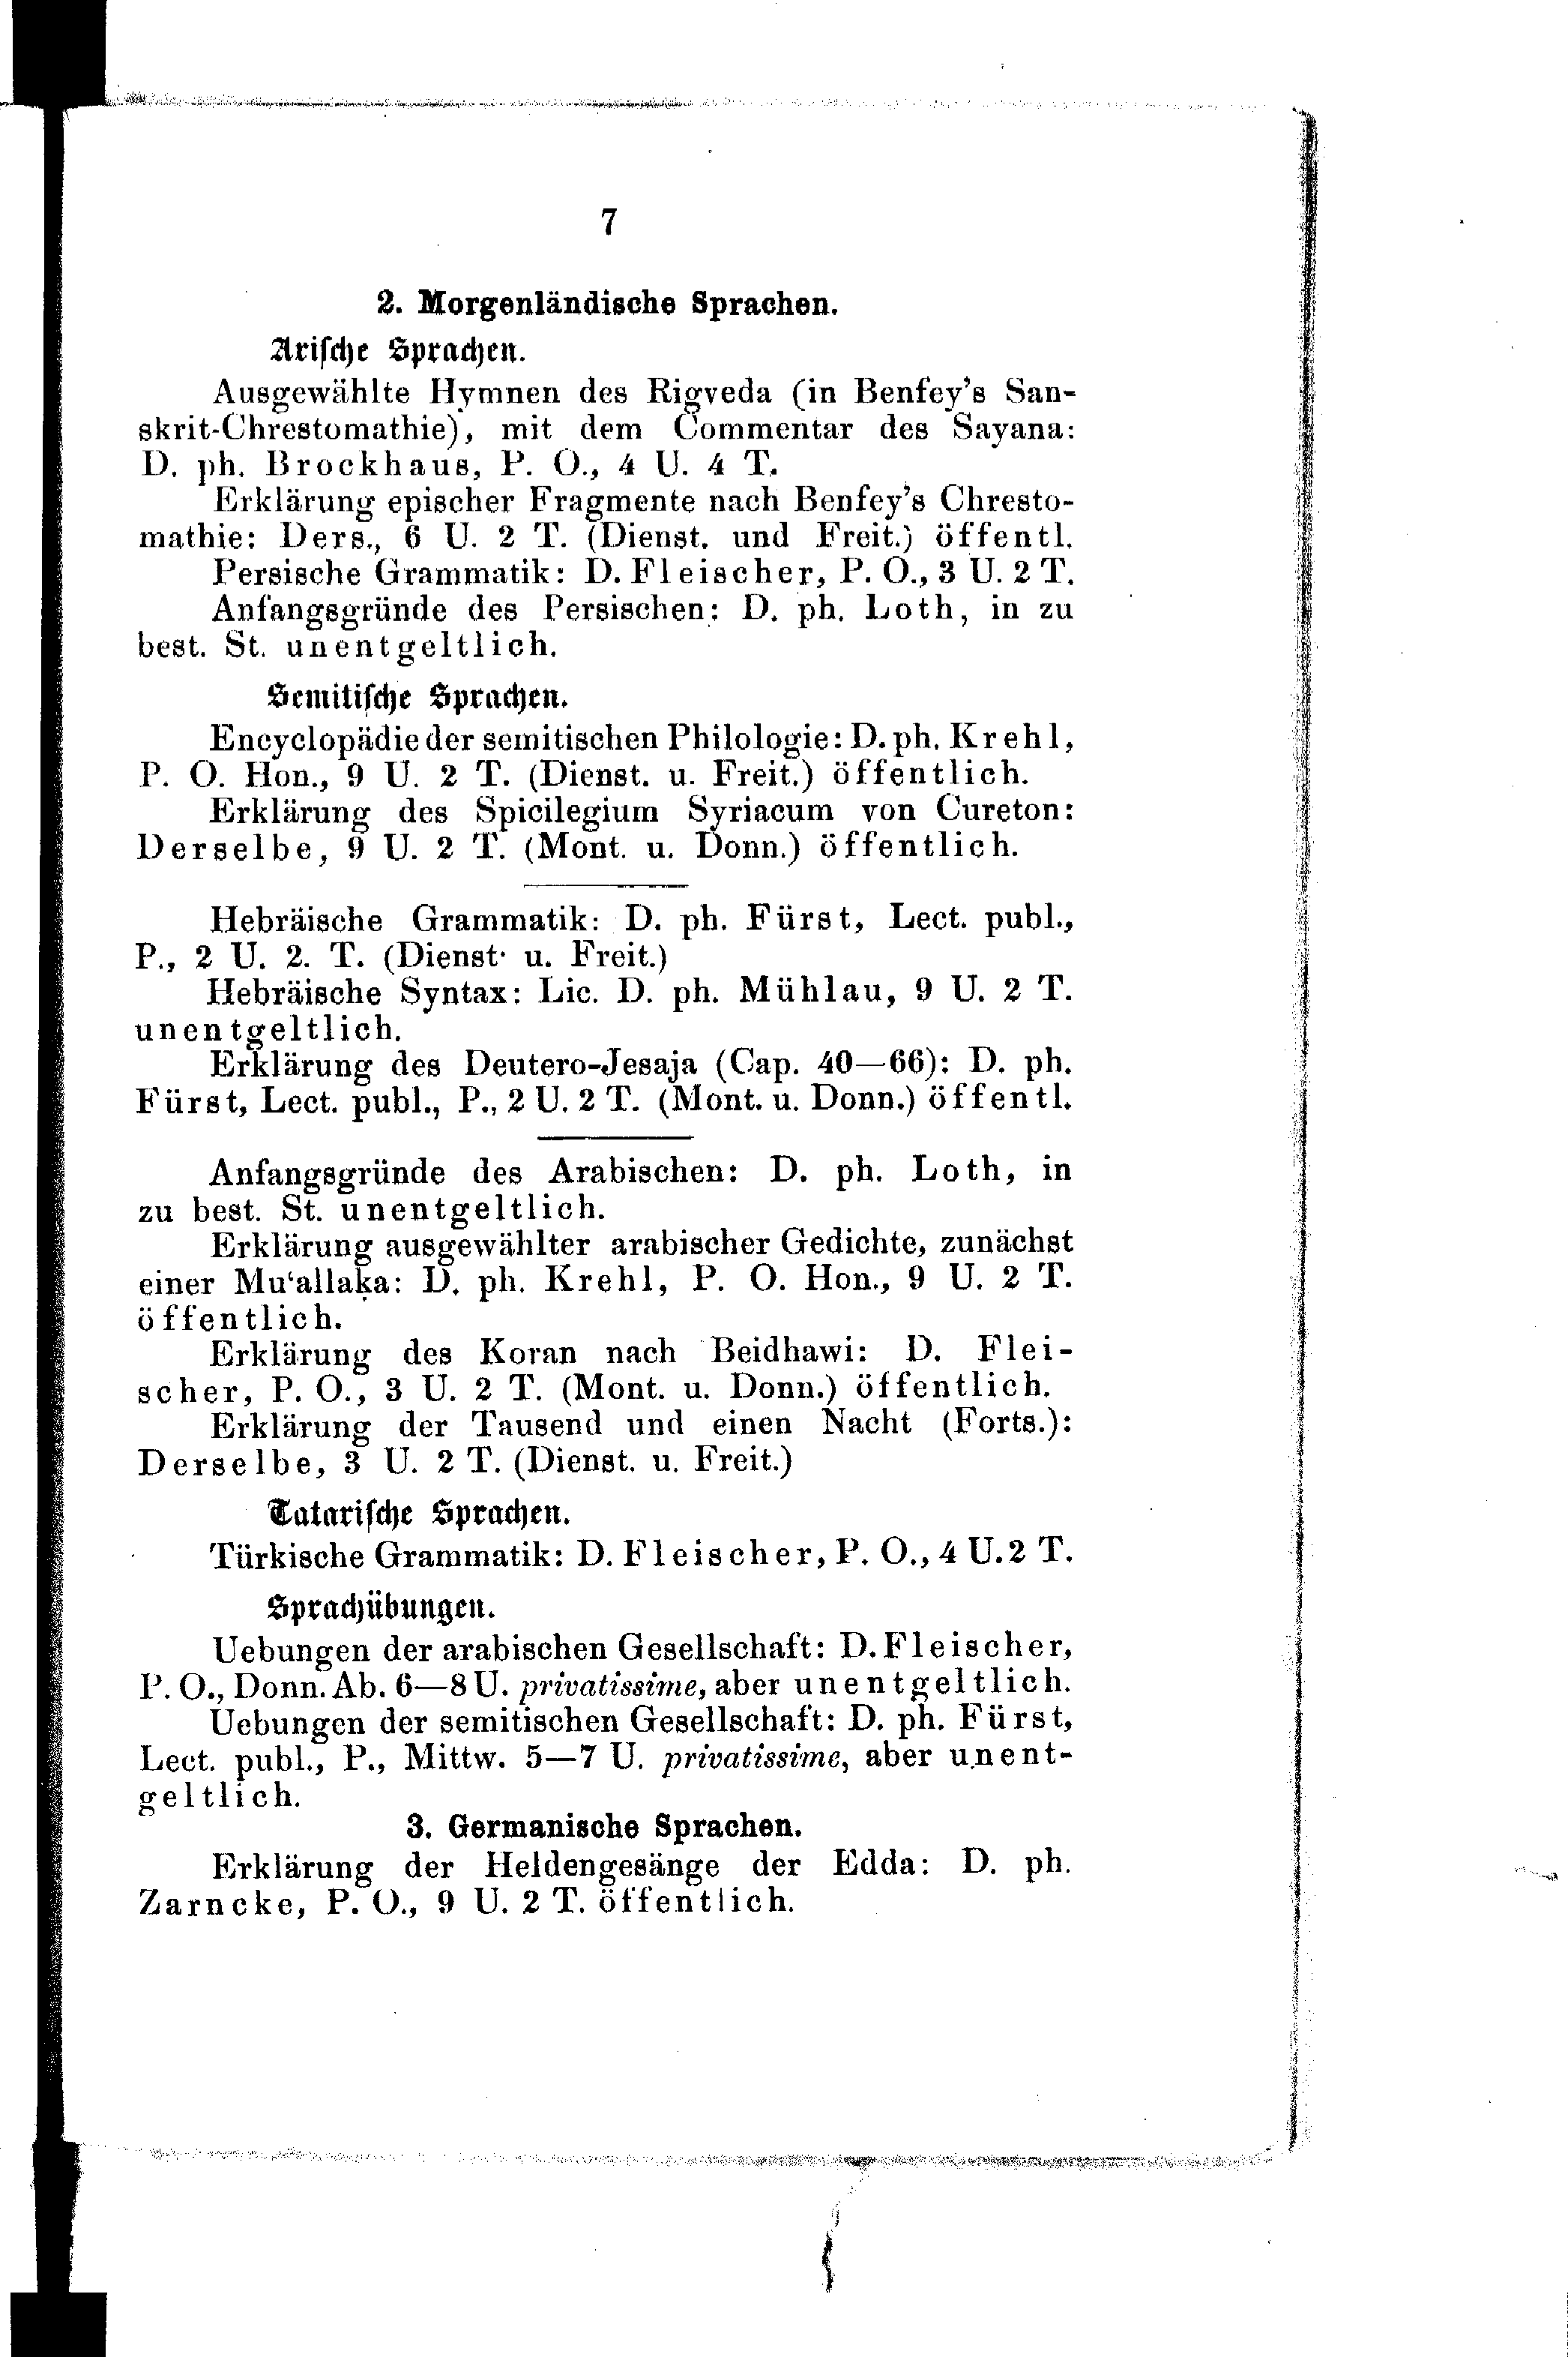 7
2. Morgenländische Sprachen.
Arische Sprachen.
Ausgewählte Hymnen des Rigveda (in Benfey's San-
skrit-Chrestomathie), mit dem Commentar des Sayana:
D. ph. Brockhaus, P. O., 4 U. 4 T.
Erklärung epischer Fragmente nach Benfey's Chresto-
mathie: Ders., 6 U. 2 T. (Dienst. und Freit.) öffentl.
Persische Grammatik: D. Fleischer, P. O., 3 U. 2 T.
Anfangsgründe des Persischen: D. ph. Loth, in zu
best. St. unentgeltlich.
Semitische Sprachen.
Encyclopädie der semitischen Philologie: D. ph. Krehl,
P. O. Hon., 9 U. 2 T. (Dienst. u. Freit.) öffentlich.
Erklärung des Spicilegium Syriacum von Cureton:
Derselbe, 9 U. 2 T. (Mont. u. Donn.) öffentlich.
Hebräische Grammatik: D. ph. Fürst, Lect. publ.,
P., 2 U. 2. T. (Dienst· u. Freit.)
Hebräische Syntax: Lic. D. ph. Mühlau, 9 U. 2 T.
unentgeltlich.
Erklärung des Deutero-Jesaja (Cap. 40—66): D. ph.
Fürst, Lect. publ., P., 2 U. 2 T. (Mont. u. Donn.) öffentl.
Anfangsgründe des Arabischen: D. ph. Loth, in
zu best. St. unentgeltlich.
Erklärung ausgewählter arabischer Gedichte, zunächst
einer Mu‘allaḳa: D. ph. Krehl, P. O. Hon., 9 U. 2 T.
öffentlich.
Erklärung des Koran nach Beidhawi: D. Flei-
scher, P. O., 3 U. 2 T. (Mont. u. Donn.) öffentlich.
Erklärung der Tausend und einen Nacht (Forts.):
Derselbe, 3 U. 2 T. (Dienst. u. Freit.)
Tatarische Sprachen.
Türkische Grammatik: D. Fleischer, P. O., 4 U. 2 T.
Sprachübungen.
Uebungen der arabischen Gesellschaft: D. Fleischer,
P. O., Donn. Ab. 6—8 U. privatissime, aber unentgeltlich.
Uebungen der semitischen Gesellschaft: D. ph. Fürst,
Lect. publ., P., Mittw. 5—7 U. privatissime, aber unent-
geltlich.
3. Germanische Sprachen.
Erklärung der Heldengesänge der Edda: D. ph.
Zarncke, P. O., 9 U. 2 T. öffentlich.